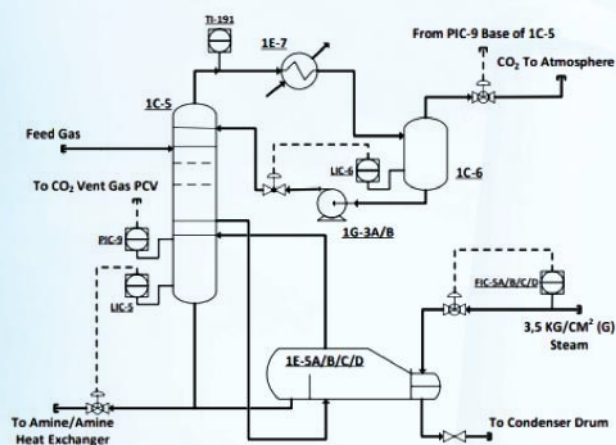 TI-191
1E-7
From PIC-9 Base of 1C-5
CO₂ To Atmosphere
1C-5
Feed Gas
LIC-6
1C-6
To CO₂ Vent Gas PCV
PIC-9
1G-3A/B
LIC-5
FIC-5A/B/C/D
3,5 KG/CM² (G)
Steam
1E-5A/B/C/D
To Amine/Amine
Heat Exchanger
To Condenser Drum